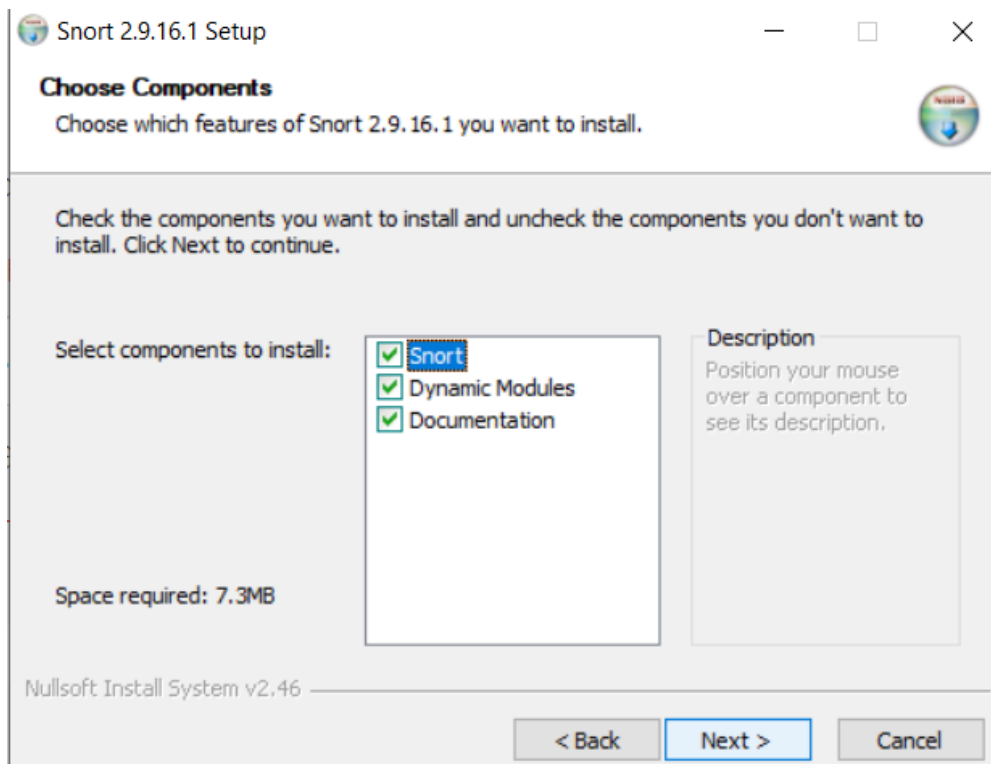 Snort 2.9.16.1 Setup
Choose Components
Choose which features of Snort 2.9.16.1 you want to install.
Check the components you want to install and uncheck the components you don't want to
install. Click Next to continue.
Select components to install:
Snort
Dynamic Modules
Documentation
Description
Position your mouse
over a component to
see its description.
Space required: 7.3MB
Nullsoft Install System v2.46
< Back
Next >
Cancel